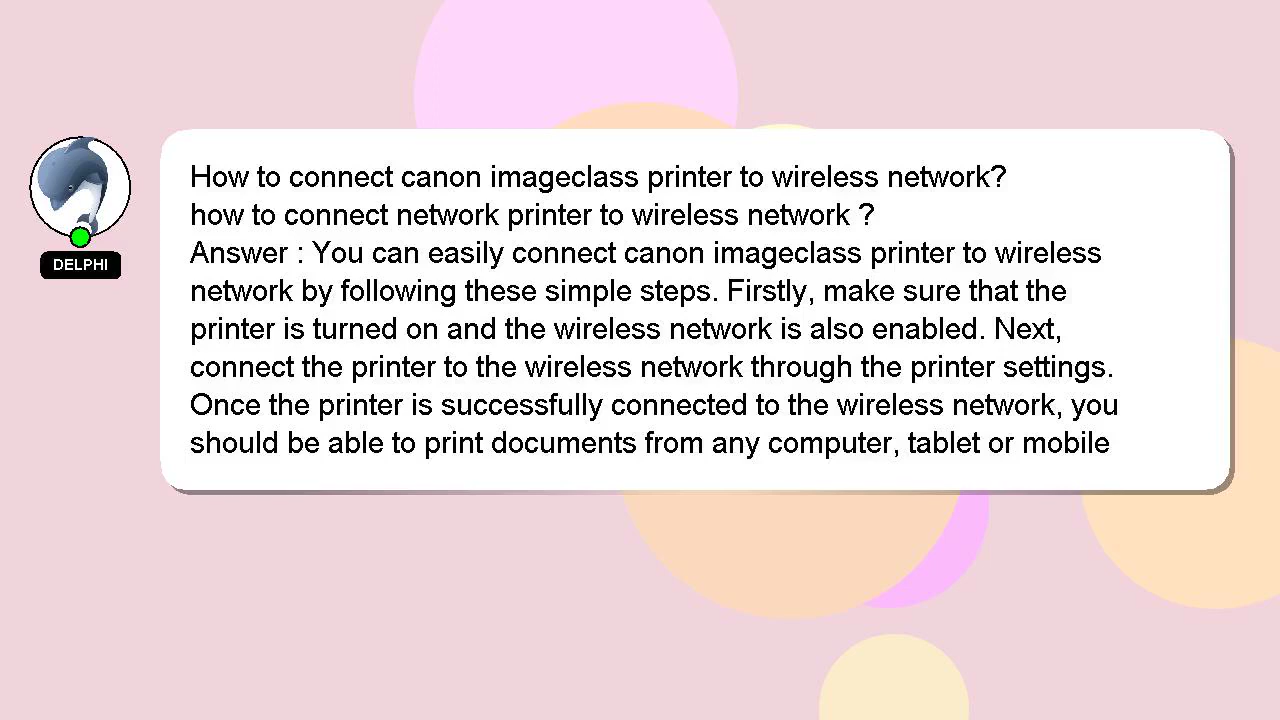 How to connect canon imageclass printer to wireless network?
how to connect network printer to wireless network ?
Answer : You can easily connect canon imageclass printer to wireless
network by following these simple steps. Firstly, make sure that the
printer is turned on and the wireless network is also enabled. Next,
connect the printer to the wireless network through the printer settings.
Once the printer is successfully connected to the wireless network, you
should be able to print documents from any computer, tablet or mobile
DELPHI